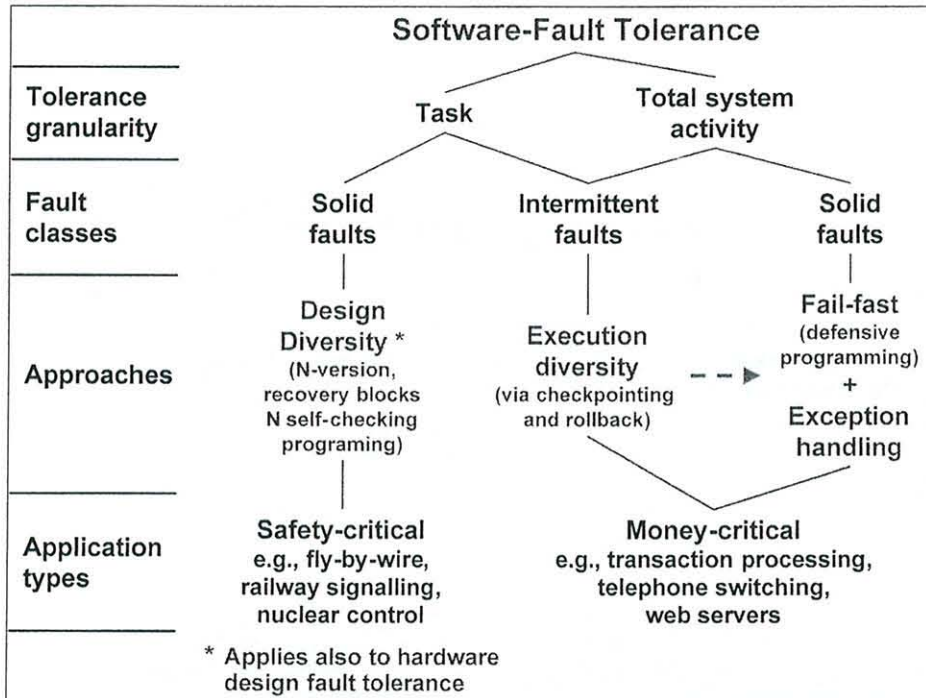 Software-Fault Tolerance
Tolerance
granularity
Task
Total system
activity
Fault
classes
Solid
faults
Intermittent
faults
Solid
faults
Approaches
Design
Diversity *
(N-version,
recovery blocks
N self-checking
programing)
Execution
diversity
(via checkpointing
and rollback)
Fail-fast
(defensive
programming)
+
Exception
handling
Application
types
Safety-critical
e.g., fly-by-wire,
railway signalling,
nuclear control
Money-critical
e.g., transaction processing,
telephone switching,
web servers
* Applies also to hardware
design fault tolerance